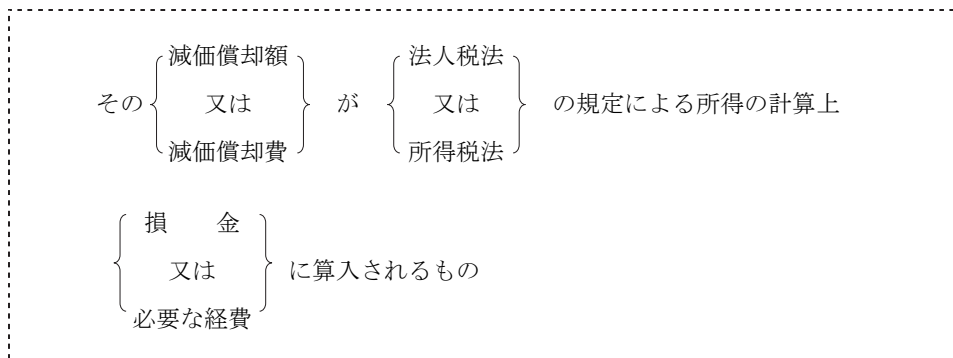 減価償却額 法人税法
その 又は が 又は の規定による所得の計算上
減価償却費 所得税法
損 金
又は に算入されるもの
必要な経費